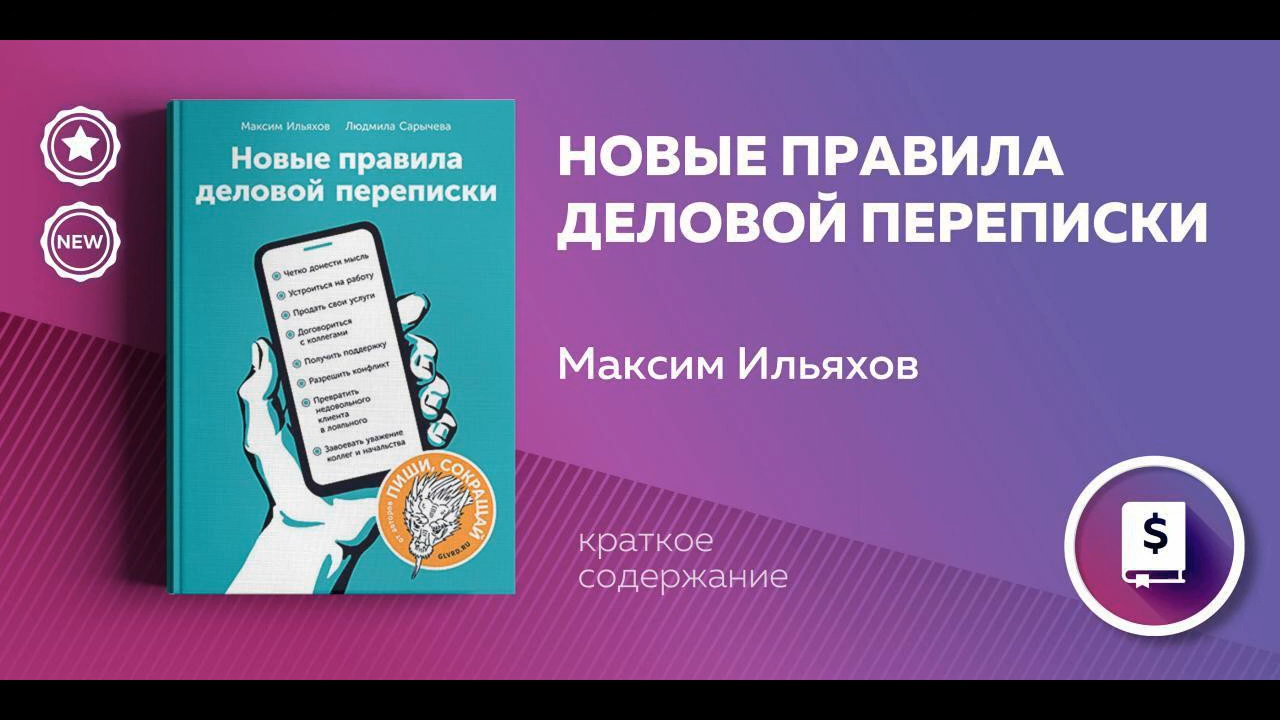 NEW
Максим Ильяхов Людмила Сарычева
Новые правила
деловой переписки
Четко донести мысль
Устроиться на работу
Продать свои услуги
Договориться
с коллегами
Получить поддержку
Разрешить конфликт
Превратить
недовольного
клиента
в лояльного
Завоевать уважение
коллег и начальства
от авторов
ПИШИ, СОКРАЩАЙ
GLVRD.RU
НОВЫЕ ПРАВИЛА
ДЕЛОВОЙ ПЕРЕПИСКИ
Максим Ильяхов
краткое
содержание
$